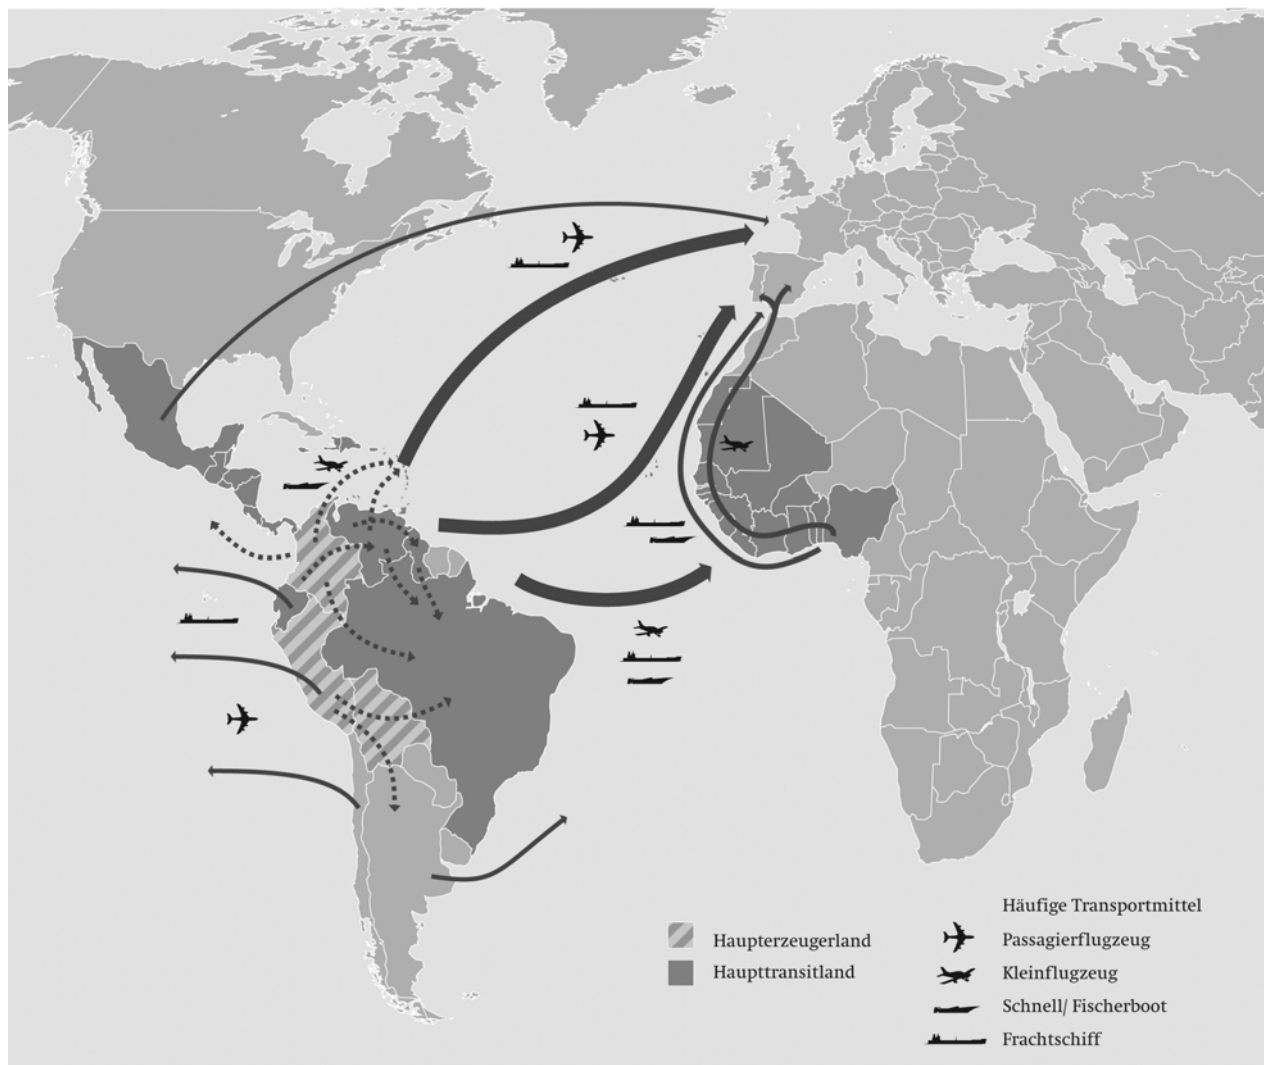 Häufige Transportmittel
Haupterzeugerland
Passagierflugzeug
Haupttransitland
Kleinflugzeug
Schnell/ Fischerboot
Frachtschiff